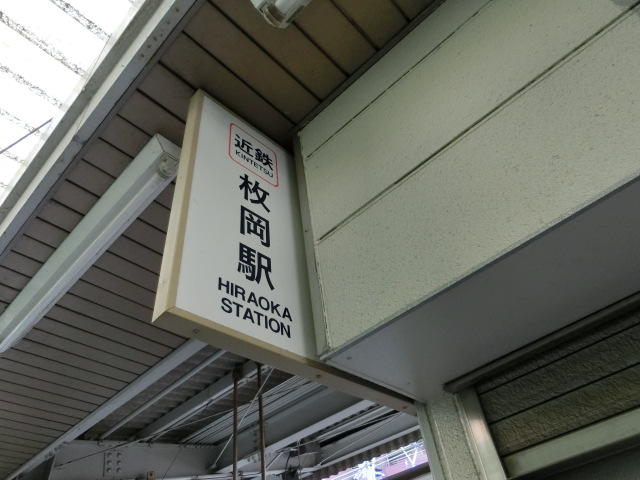 近鉄
KINTETSU
枚岡駅
HIRAOKA
STATION